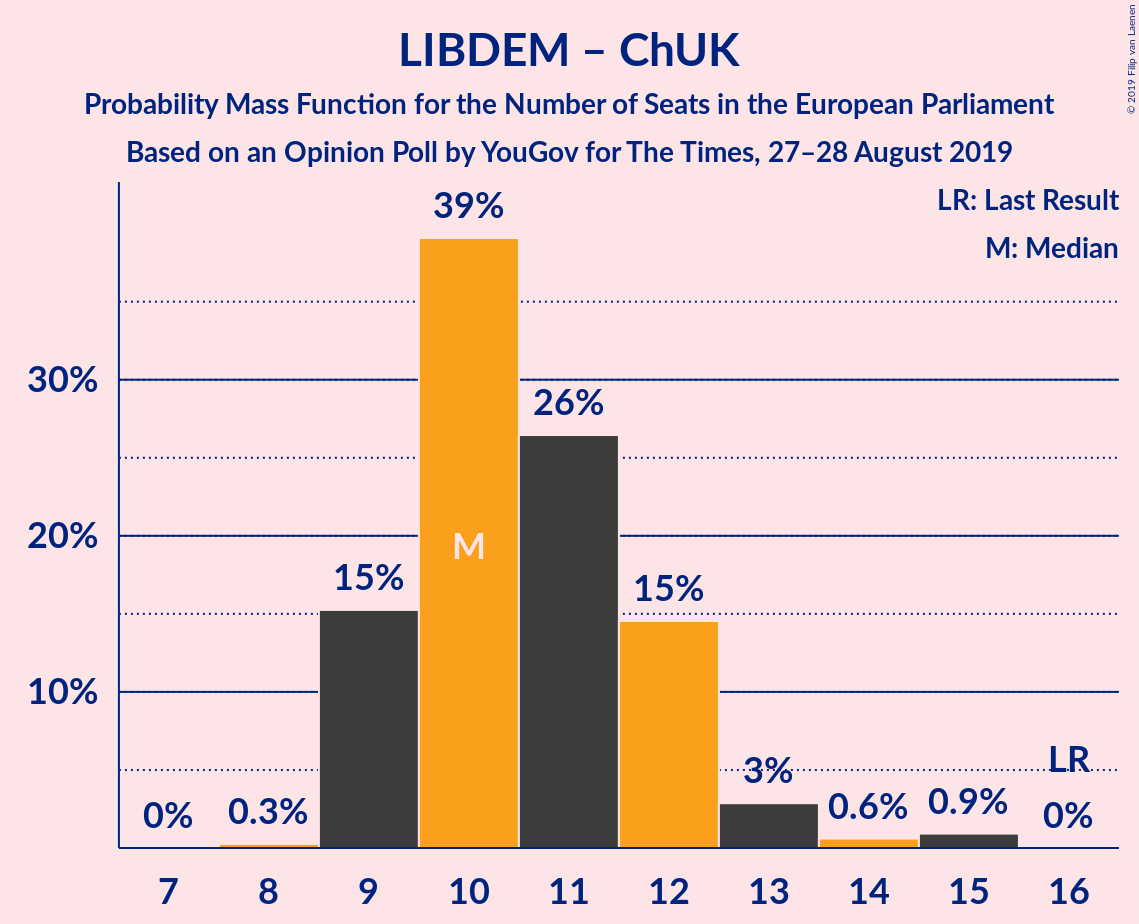 LIBDEM – ChUK
Probability Mass Function for the Number of Seats in the European Parliament
Based on an Opinion Poll by YouGov for The Times, 27–28 August 2019
© 2019 Filip van Laenen
LR: Last Result
M: Median
30%
20%
10%
0%
0.3%
15%
39%
M
26%
15%
3%
0.6%
0.9%
LR
0%
7 8 9 10 11 12 13 14 15 16